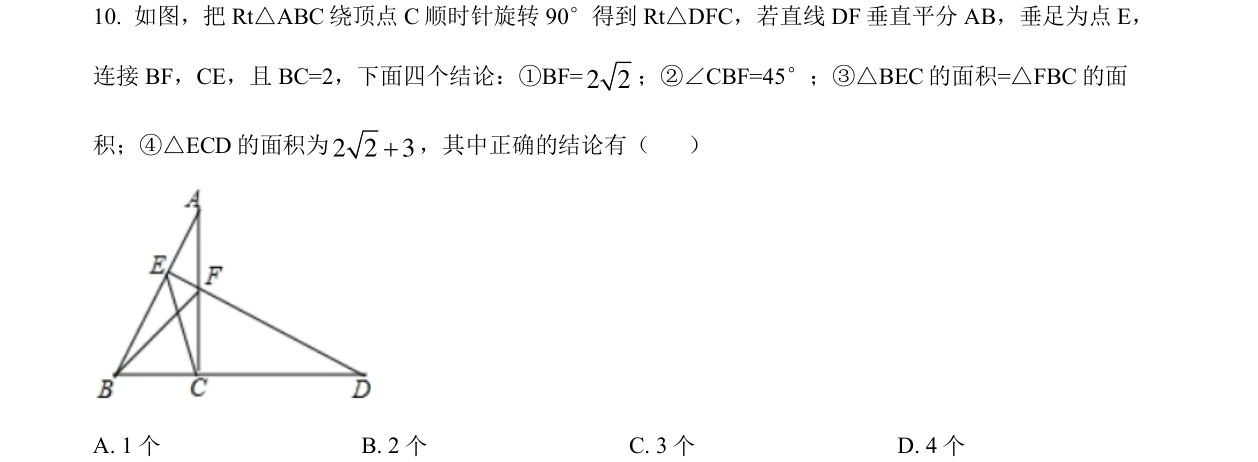 10. 如图，把 Rt△ABC 绕顶点 C 顺时针旋转 90° 得到 Rt△DFC，若直线 DF 垂直平分 AB，垂足为点 E，
连接 BF，CE，且 BC=2，下面四个结论：①BF=2√2；②∠CBF=45°；③△BEC 的面积=△FBC 的面
积；④△ECD 的面积为2√2+3，其中正确的结论有（　　）
A
E
F
B
C
D
A. 1 个 B. 2 个 C. 3 个 D. 4 个